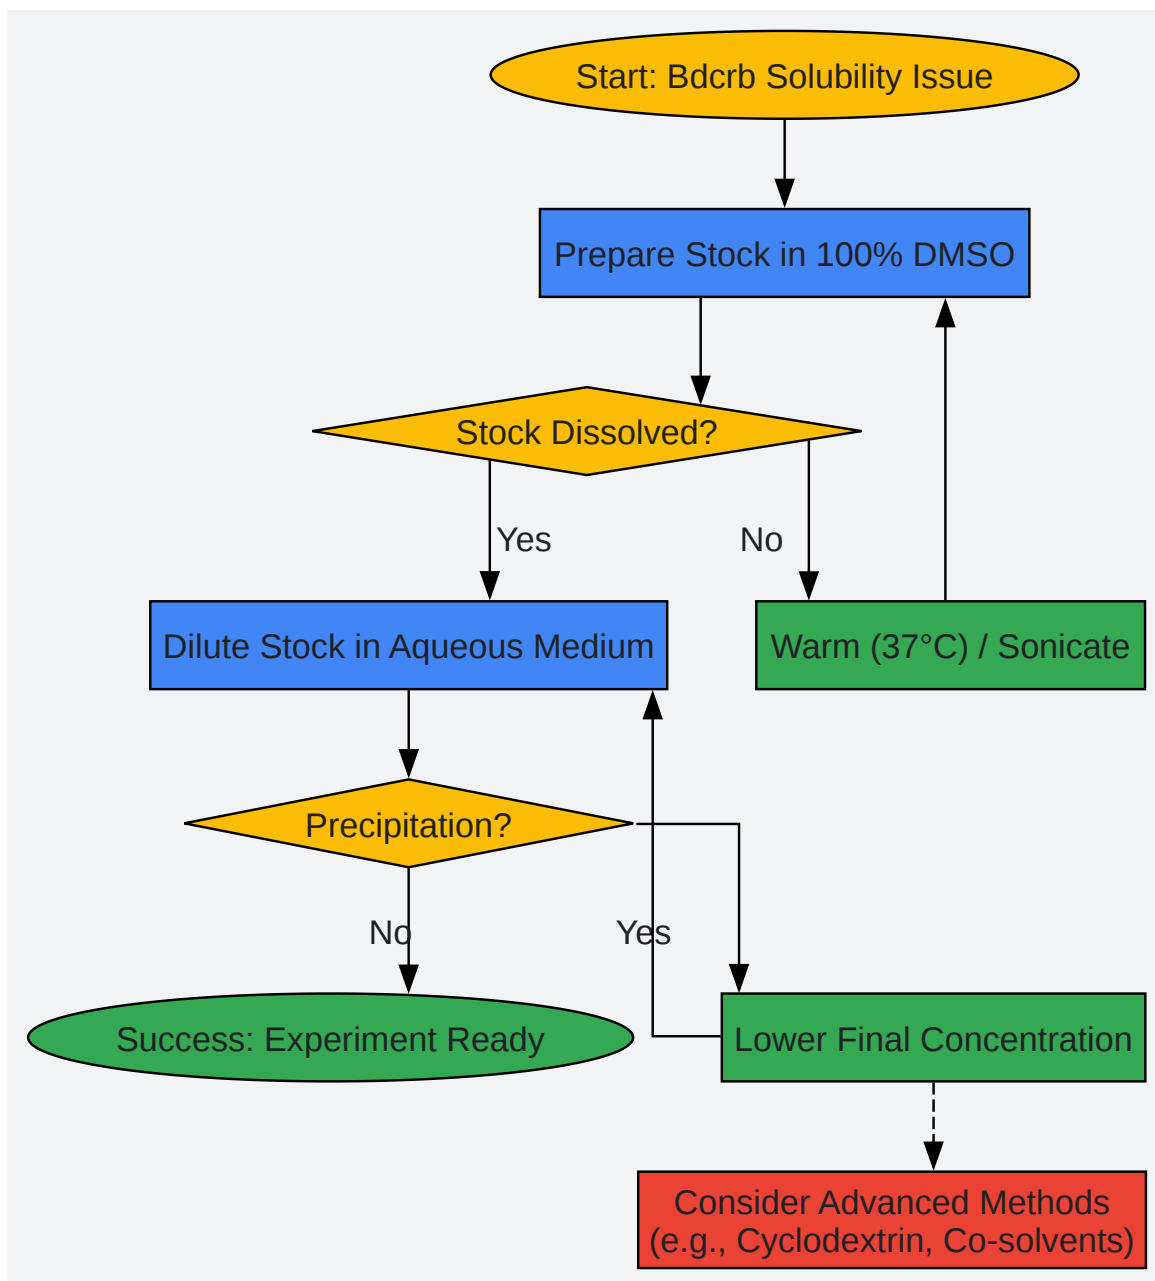 Start: Bdcrb Solubility Issue
Prepare Stock in 100% DMSO
Stock Dissolved?
Yes
No
Dilute Stock in Aqueous Medium
Warm (37°C) / Sonicate
Precipitation?
No
Yes
Success: Experiment Ready
Lower Final Concentration
Consider Advanced Methods
(e.g., Cyclodextrin, Co-solvents)